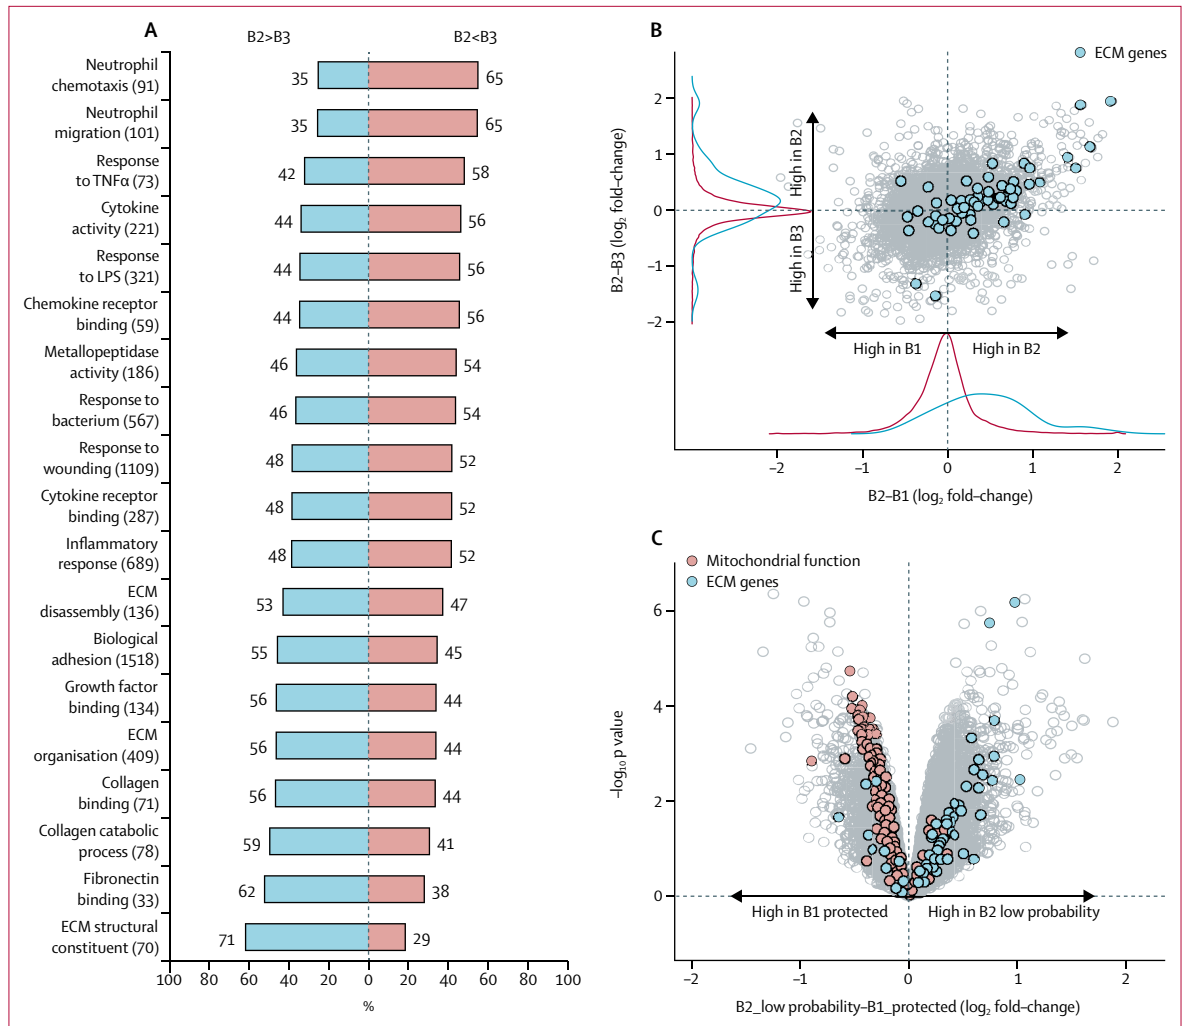 A
B2>B3
B2<B3
Neutrophil
chemotaxis (91)
35
65
Neutrophil
migration (101)
35
65
Response
to TNFα (73)
42
58
Cytokine
activity (221)
44
56
Response
to LPS (321)
44
56
Chemokine receptor
binding (59)
44
56
Metallopeptidase
activity (186)
46
54
Response to
bacterium (567)
46
54
Response to
wounding (1109)
48
52
Cytokine receptor
binding (287)
48
52
Inflammatory
response (689)
48
52
ECM
disassembly (136)
53
47
Biological
adhesion (1518)
55
45
Growth factor
binding (134)
56
44
ECM
organisation (409)
56
44
Collagen
binding (71)
56
44
Collagen catabolic
process (78)
59
41
Fibronectin
binding (33)
62
38
ECM structural
constituent (70)
71
29
100 80 60 40 20 0 20 40 60 80 100
%
B
ECM genes
2
1
0
–1
–2
B2–B3 (log2 fold–change)
High in B2
High in B3
High in B1
High in B2
–2 –1 0 1 2
B2–B1 (log2 fold–change)
C
Mitochondrial function
ECM genes
6
4
2
0
–log10 p value
High in B1 protected
High in B2 low probability
–2 –1 0 1 2
B2_low probability–B1_protected (log2 fold–change)